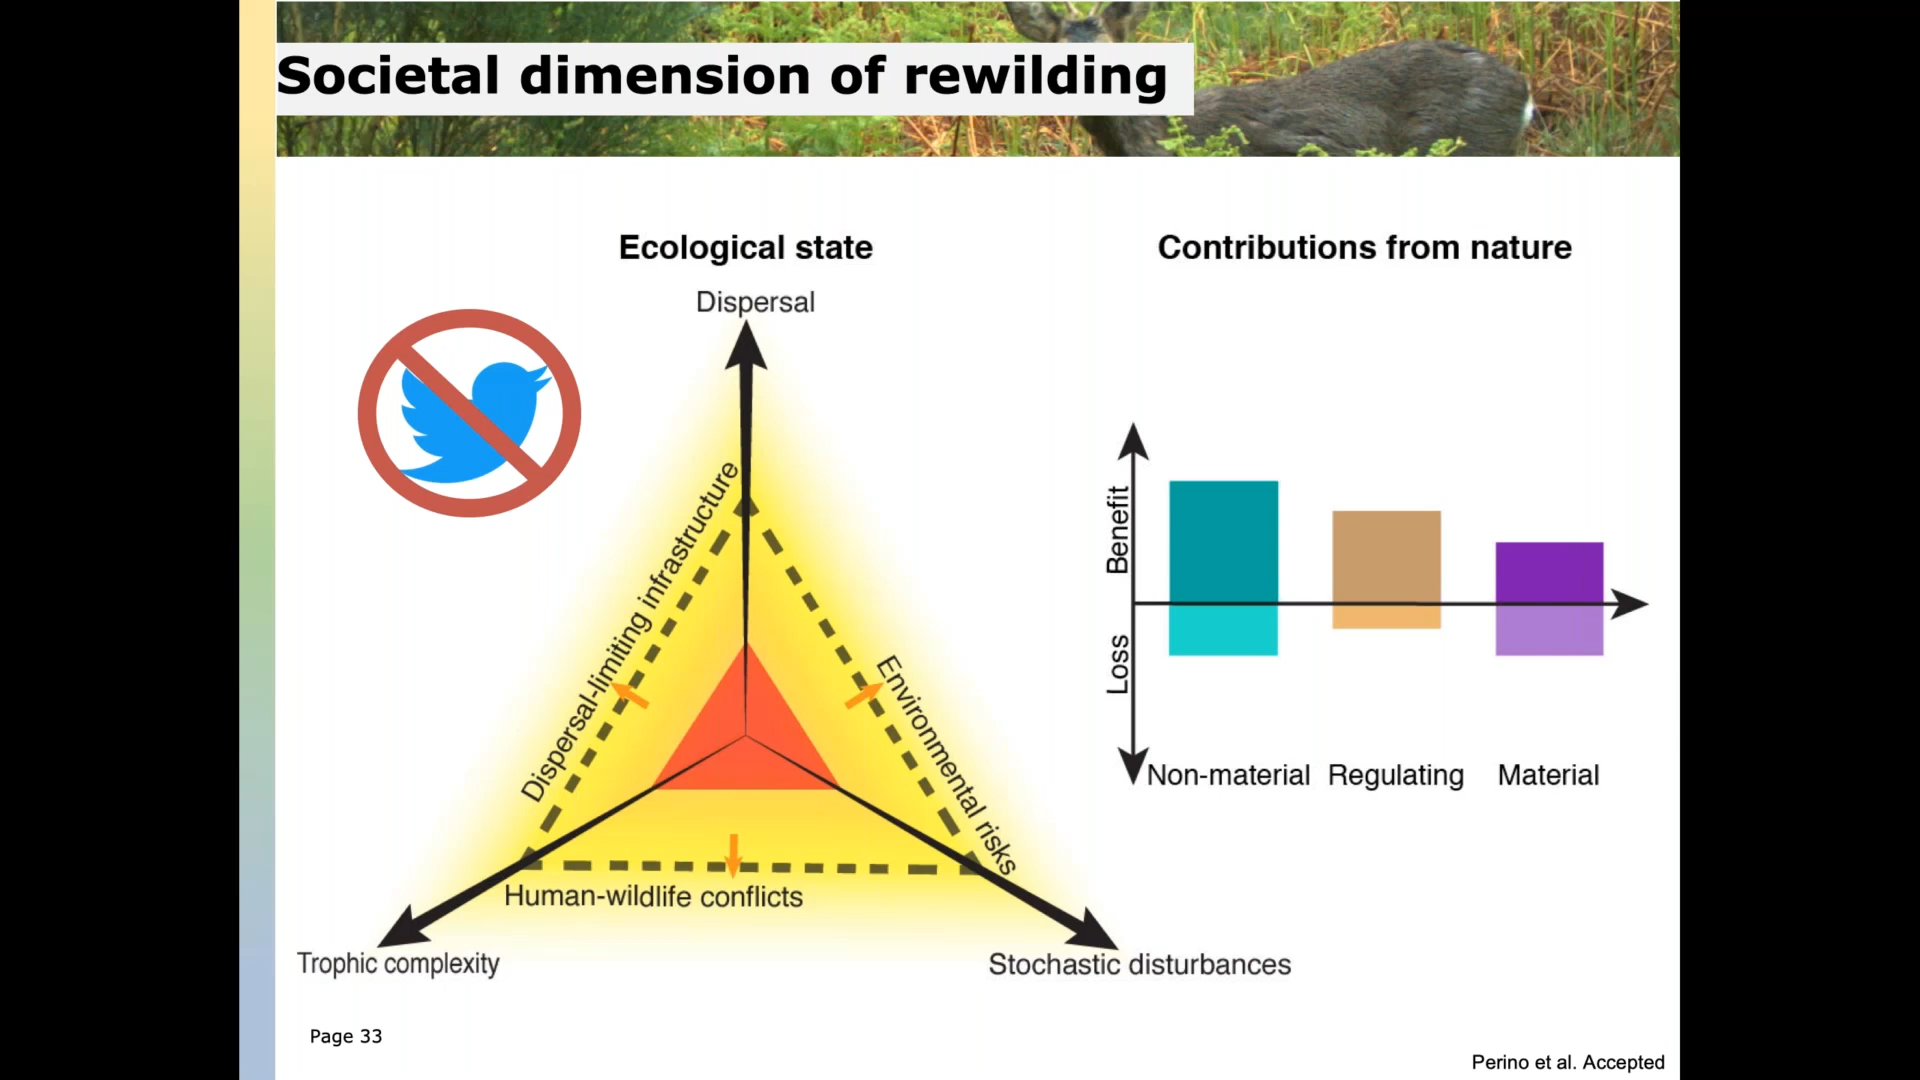 Societal dimension of rewilding
Ecological state
Contributions from nature
Dispersal
Dispersal-limiting infrastructure
Environmental risks
Human-wildlife conflicts
Trophic complexity
Stochastic disturbances
Benefit
Loss
Non-material Regulating Material
Page 33
Perino et al. Accepted